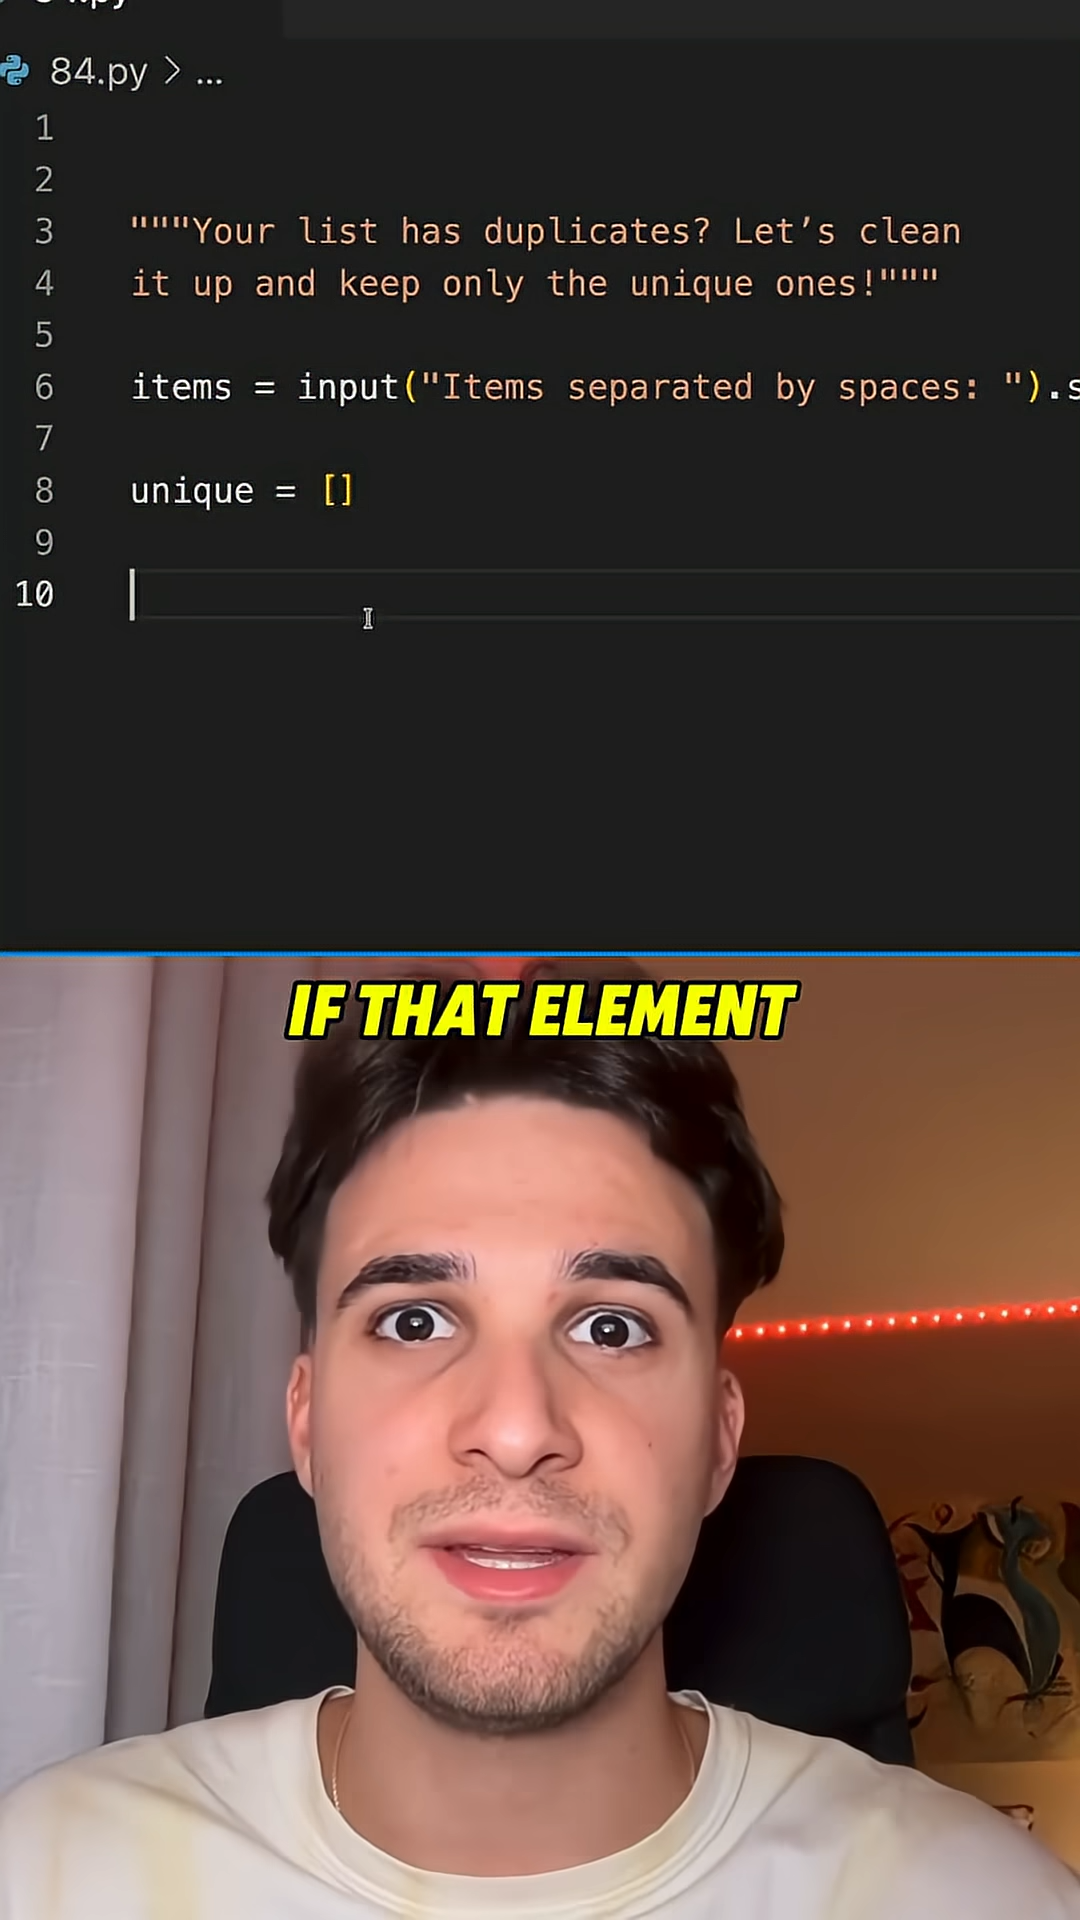 84.py > ...
1
2
3 """Your list has duplicates? Let’s clean
4 it up and keep only the unique ones!"""
5
6 items = input("Items separated by spaces: ").s
7
8 unique = []
9
10
IF THAT ELEMENT